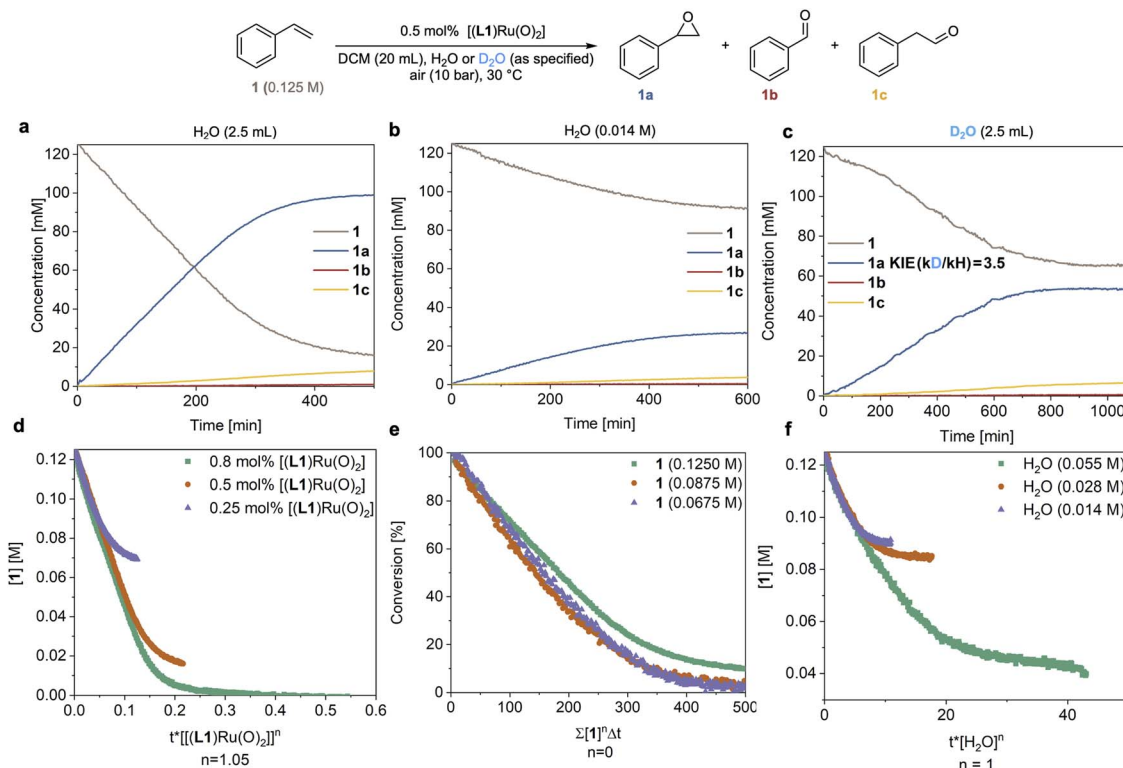 0.5 mol% [(L1)Ru(O)₂]
DCM (20 mL), H₂O or D₂O (as specified)
air (10 bar), 30 °C
1 (0.125 M)
O
+
O
+
O
1a
1b
1c
a
H₂O (2.5 mL)
120
100
80
60
40
20
0
Concentration [mM]
1
1a
1b
1c
0
200
400
Time [min]
b
H₂O (0.014 M)
120
100
80
60
40
20
0
Concentration [mM]
1
1a
1b
1c
0
200
400
600
Time [min]
c
D₂O (2.5 mL)
120
100
80
60
40
20
0
Concentration [mM]
1
1a KIE(kD/kH)=3.5
1b
1c
0
200
400
600
800
1000
Time [min]
d
0.12
0.10
0.08
0.06
0.04
0.02
0.00
[1] [M]
0.8 mol% [(L1)Ru(O)₂]
0.5 mol% [(L1)Ru(O)₂]
0.25 mol% [(L1)Ru(O)₂]
0.0
0.1
0.2
0.3
0.4
0.5
0.6
t*[[(L1)Ru(O)₂]]ⁿ
n=1.05
e
100
80
60
40
20
0
Conversion [%]
1 (0.1250 M)
1 (0.0875 M)
1 (0.0675 M)
0
100
200
300
400
500
Σ[1]ⁿΔt
n=0
f
0.12
0.10
0.08
0.06
0.04
[1] [M]
H₂O (0.055 M)
H₂O (0.028 M)
H₂O (0.014 M)
0
20
40
t*[H₂O]ⁿ
n = 1